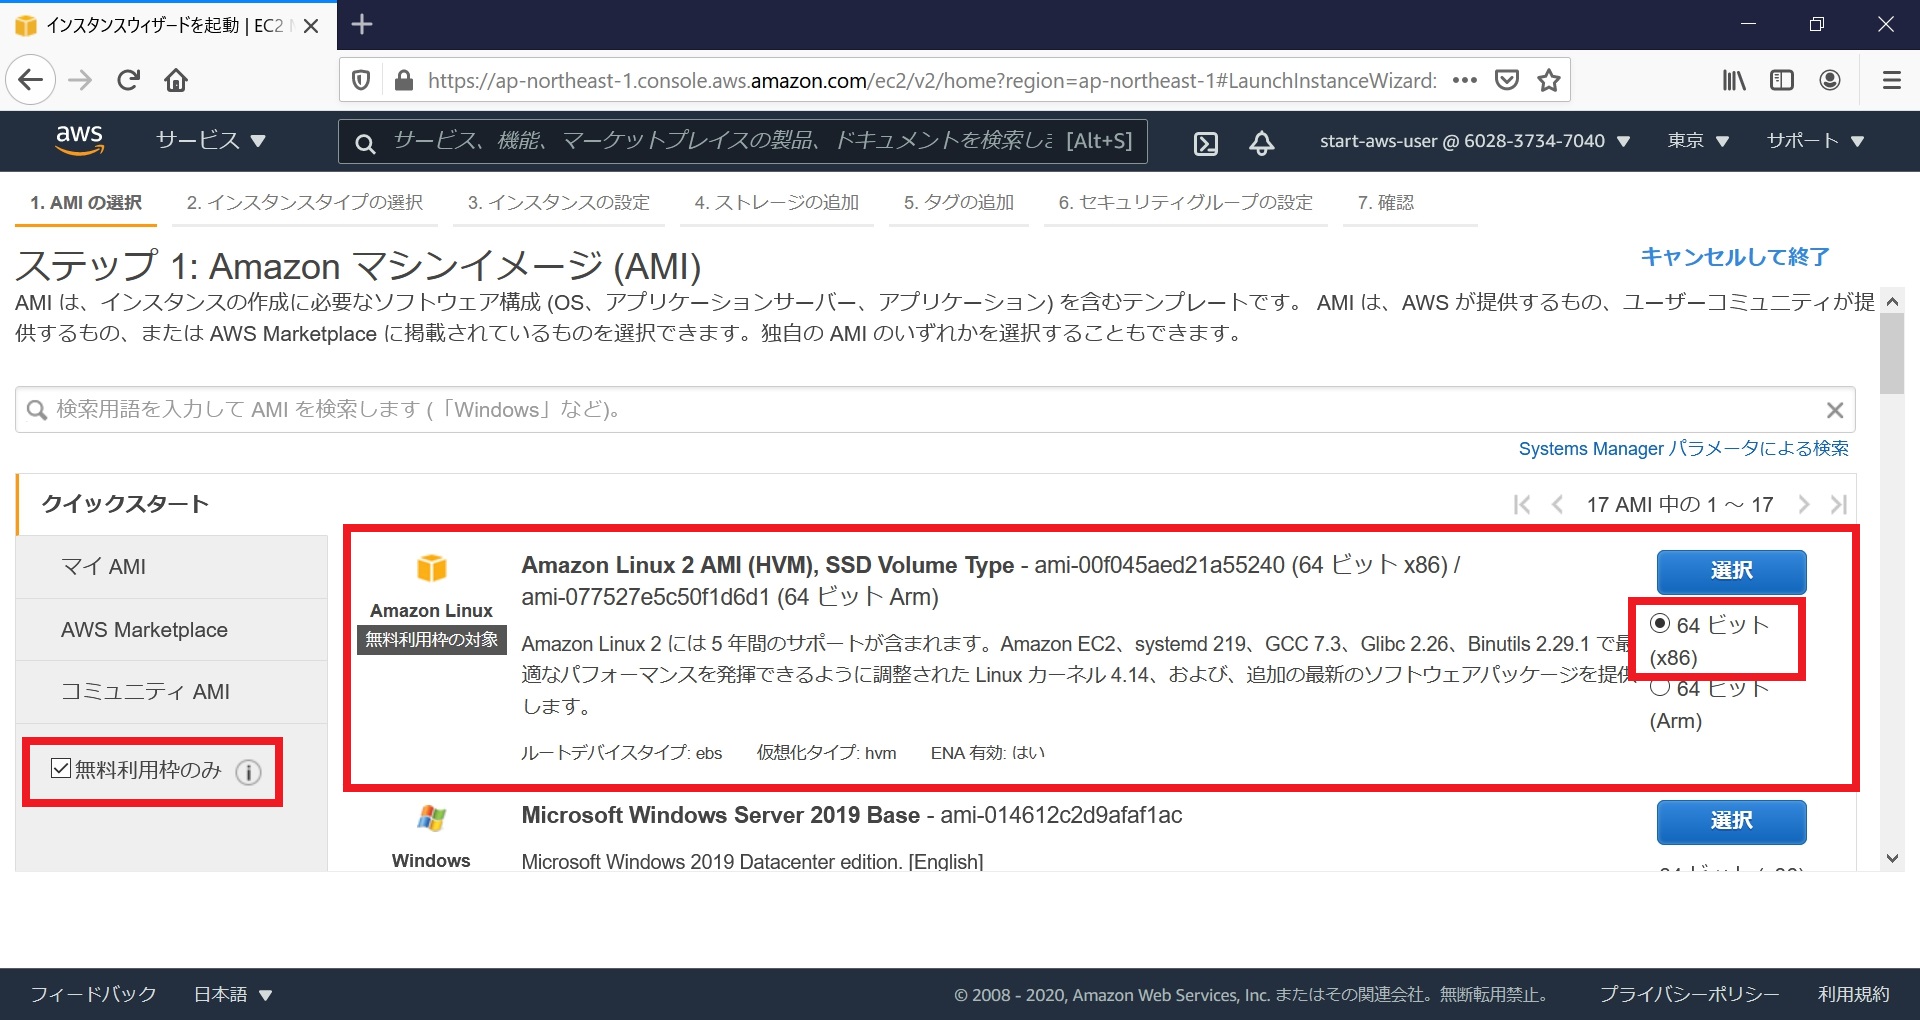 インスタンスウィザードを起動 | EC2
https://ap-northeast-1.console.aws.amazon.com/ec2/v2/home?region=ap-northeast-1#LaunchInstanceWizard:
aws
サービス
サービス、機能、マーケットプレイスの製品、ドキュメントを検索し [Alt+S]
start-aws-user @ 6028-3734-7040
東京
サポート
1. AMI の選択
2. インスタンスタイプの選択
3. インスタンスの設定
4. ストレージの追加
5. タグの追加
6. セキュリティグループの設定
7. 確認
ステップ 1: Amazon マシンイメージ (AMI)
キャンセルして終了
AMI は、インスタンスの作成に必要なソフトウェア構成 (OS、アプリケーションサーバー、アプリケーション) を含むテンプレートです。 AMI は、AWS が提供するもの、ユーザーコミュニティが提
供するもの、または AWS Marketplace に掲載されているものを選択できます。独自の AMI のいずれかを選択することもできます。
検索用語を入力して AMI を検索します (「Windows」など)。
Systems Manager パラメータによる検索
クイックスタート
17 AMI 中の 1 ～ 17
マイ AMI
AWS Marketplace
コミュニティ AMI
無料利用枠のみ
Amazon Linux
無料利用枠の対象
Amazon Linux 2 AMI (HVM), SSD Volume Type - ami-00f045aed21a55240 (64 ビット x86) /
ami-077527e5c50f1d6d1 (64 ビット Arm)
Amazon Linux 2 には 5 年間のサポートが含まれます。Amazon EC2、systemd 219、GCC 7.3、Glibc 2.26、Binutils 2.29.1 で最
適なパフォーマンスを発揮できるように調整された Linux カーネル 4.14、および、追加の最新のソフトウェアパッケージを提供
します。
ルートデバイスタイプ: ebs 仮想化タイプ: hvm ENA 有効: はい
選択
64 ビット
(x86)
64 ビット
(Arm)
Windows
Microsoft Windows Server 2019 Base - ami-014612c2d9afaf1ac
Microsoft Windows 2019 Datacenter edition. [English]
選択
フィードバック
日本語
© 2008 - 2020, Amazon Web Services, Inc. またはその関連会社。無断転用禁止。
プライバシーポリシー
利用規約